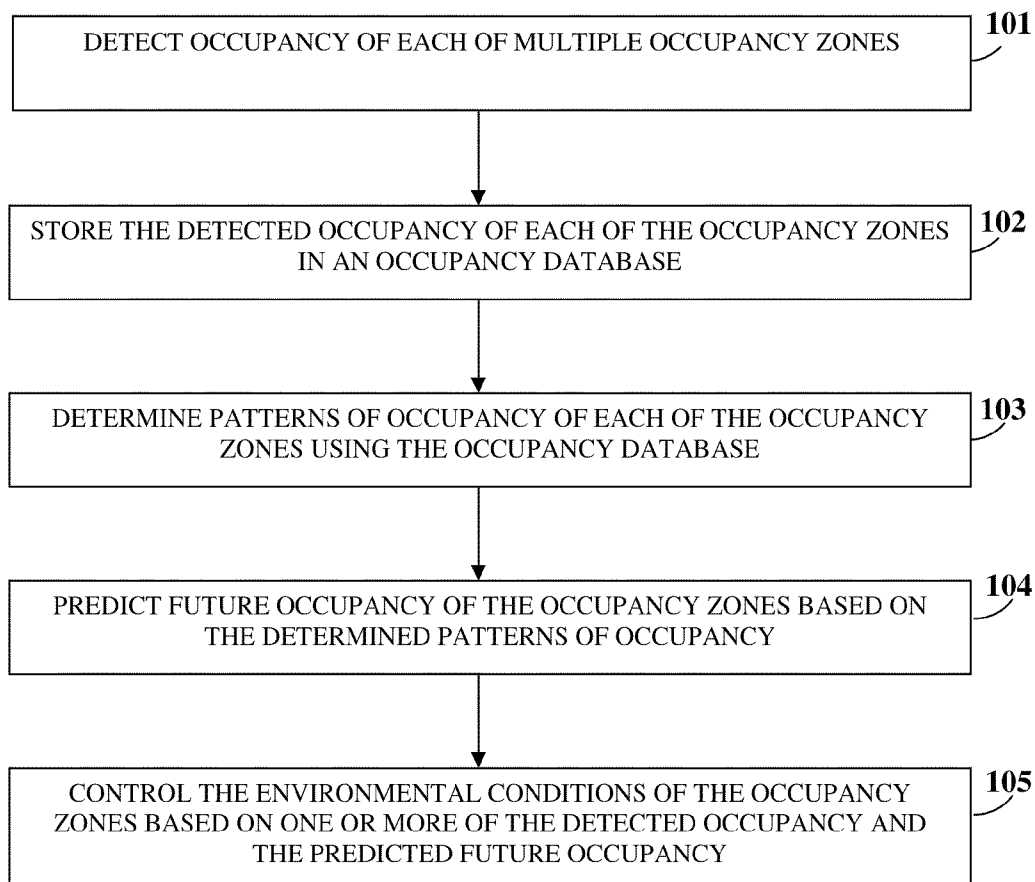 DETECT OCCUPANCY OF EACH OF MULTIPLE OCCUPANCY ZONES
101
STORE THE DETECTED OCCUPANCY OF EACH OF THE OCCUPANCY ZONES
IN AN OCCUPANCY DATABASE
102
DETERMINE PATTERNS OF OCCUPANCY OF EACH OF THE OCCUPANCY
ZONES USING THE OCCUPANCY DATABASE
103
PREDICT FUTURE OCCUPANCY OF THE OCCUPANCY ZONES BASED ON
THE DETERMINED PATTERNS OF OCCUPANCY
104
CONTROL THE ENVIRONMENTAL CONDITIONS OF THE OCCUPANCY
ZONES BASED ON ONE OR MORE OF THE DETECTED OCCUPANCY AND
THE PREDICTED FUTURE OCCUPANCY
105